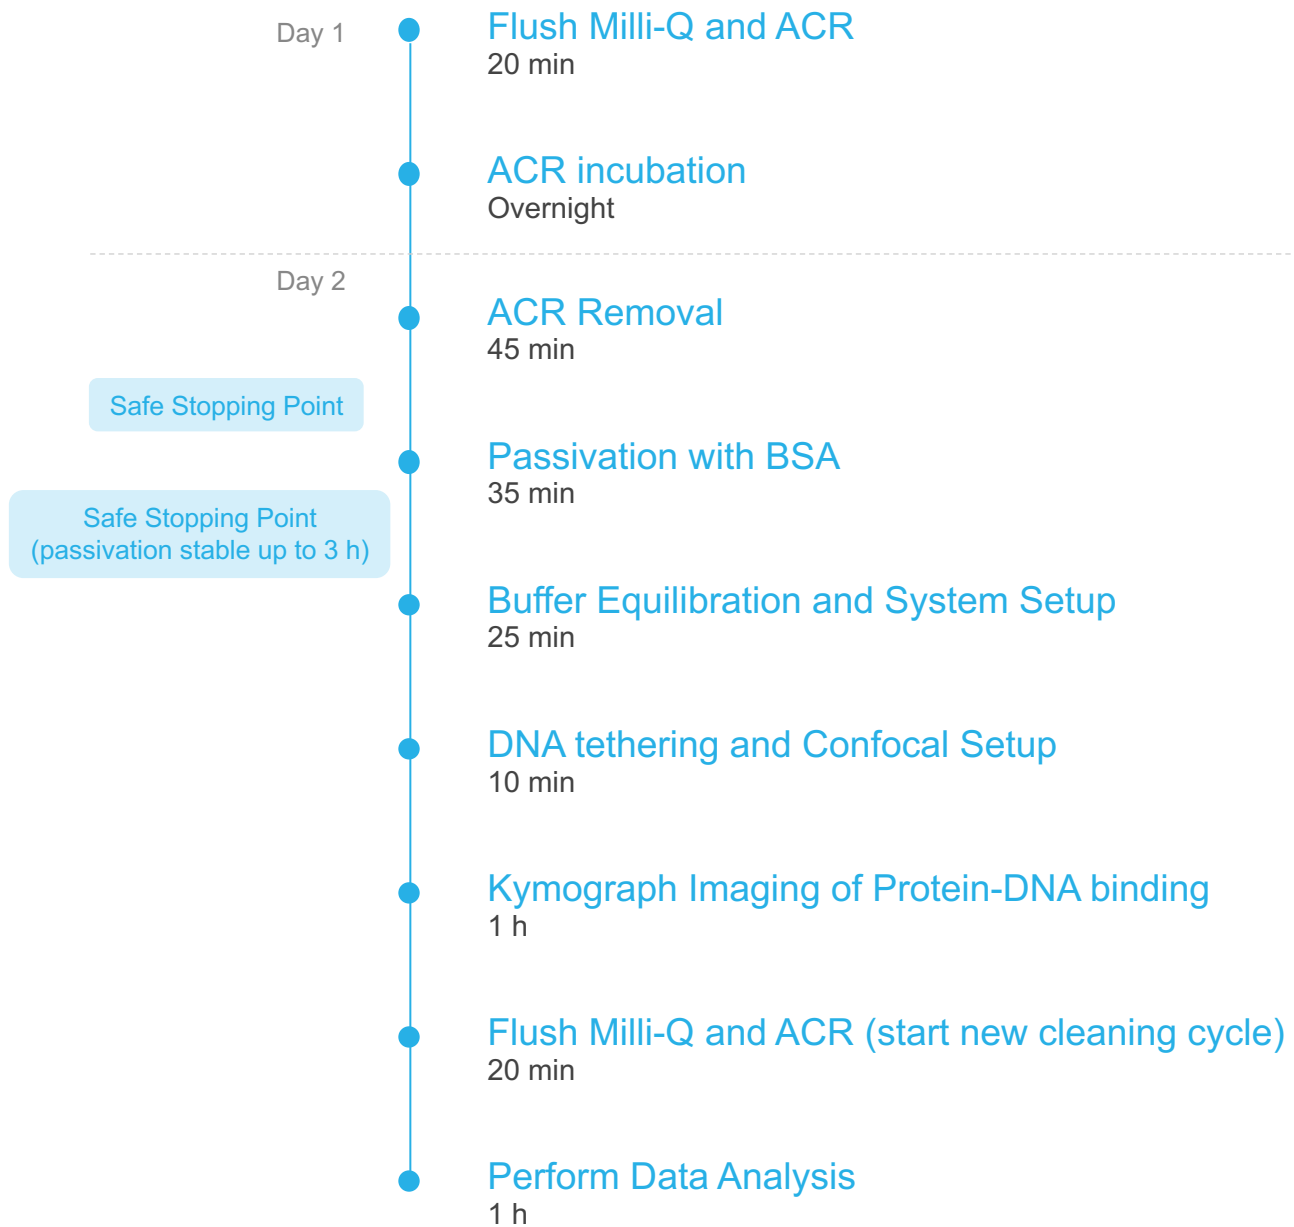 Day 1
Flush Milli-Q and ACR
20 min
ACR incubation
Overnight
Day 2
ACR Removal
45 min
Safe Stopping Point
Passivation with BSA
35 min
Safe Stopping Point
(passivation stable up to 3 h)
Buffer Equilibration and System Setup
25 min
DNA tethering and Confocal Setup
10 min
Kymograph Imaging of Protein-DNA binding
1 h
Flush Milli-Q and ACR (start new cleaning cycle)
20 min
Perform Data Analysis
1 h